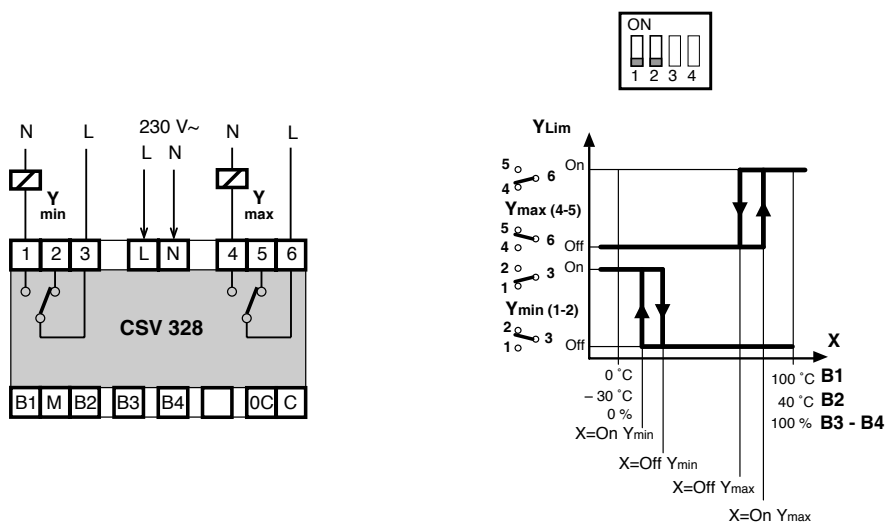 ON
1 2 3 4
N L 230 V~ N L
L N
Y min
Y max
1 2 3 L N 4 5 6
CSV 328
B1 M B2 B3 B4 0C C
YLim
5
4 6 On
Ymax (4-5)
5
4 6 Off
2
1 3 On
Ymin (1-2)
2
1 3 Off
X
0 °C 100 °C B1
– 30 °C 40 °C B2
0 % 100 % B3 - B4
X=On Ymin
X=Off Ymin
X=Off Ymax
X=On Ymax